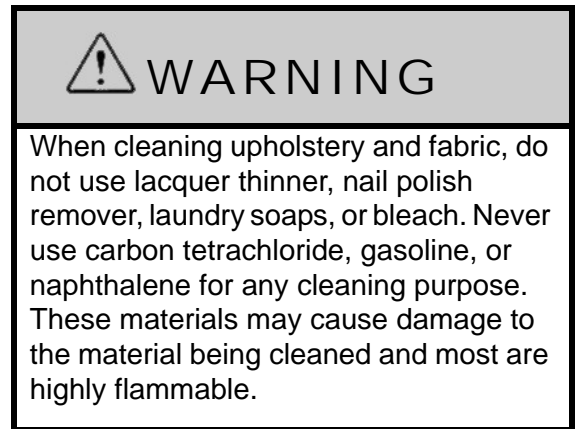 WARNING
When cleaning upholstery and fabric, do
not use lacquer thinner, nail polish
remover, laundry soaps, or bleach. Never
use carbon tetrachloride, gasoline, or
naphthalene for any cleaning purpose.
These materials may cause damage to
the material being cleaned and most are
highly flammable.